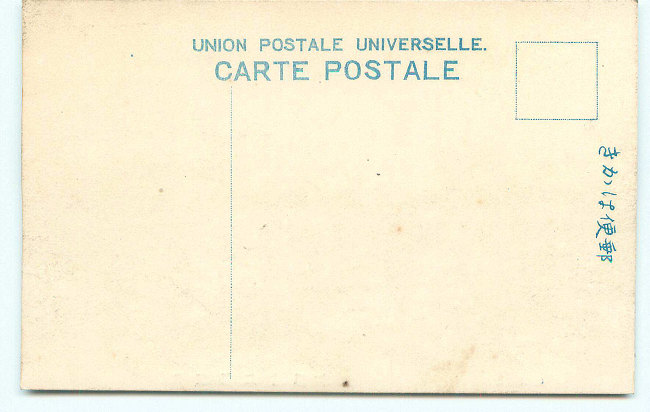 UNION POSTALE UNIVERSELLE.
CARTE POSTALE
きかは便郵